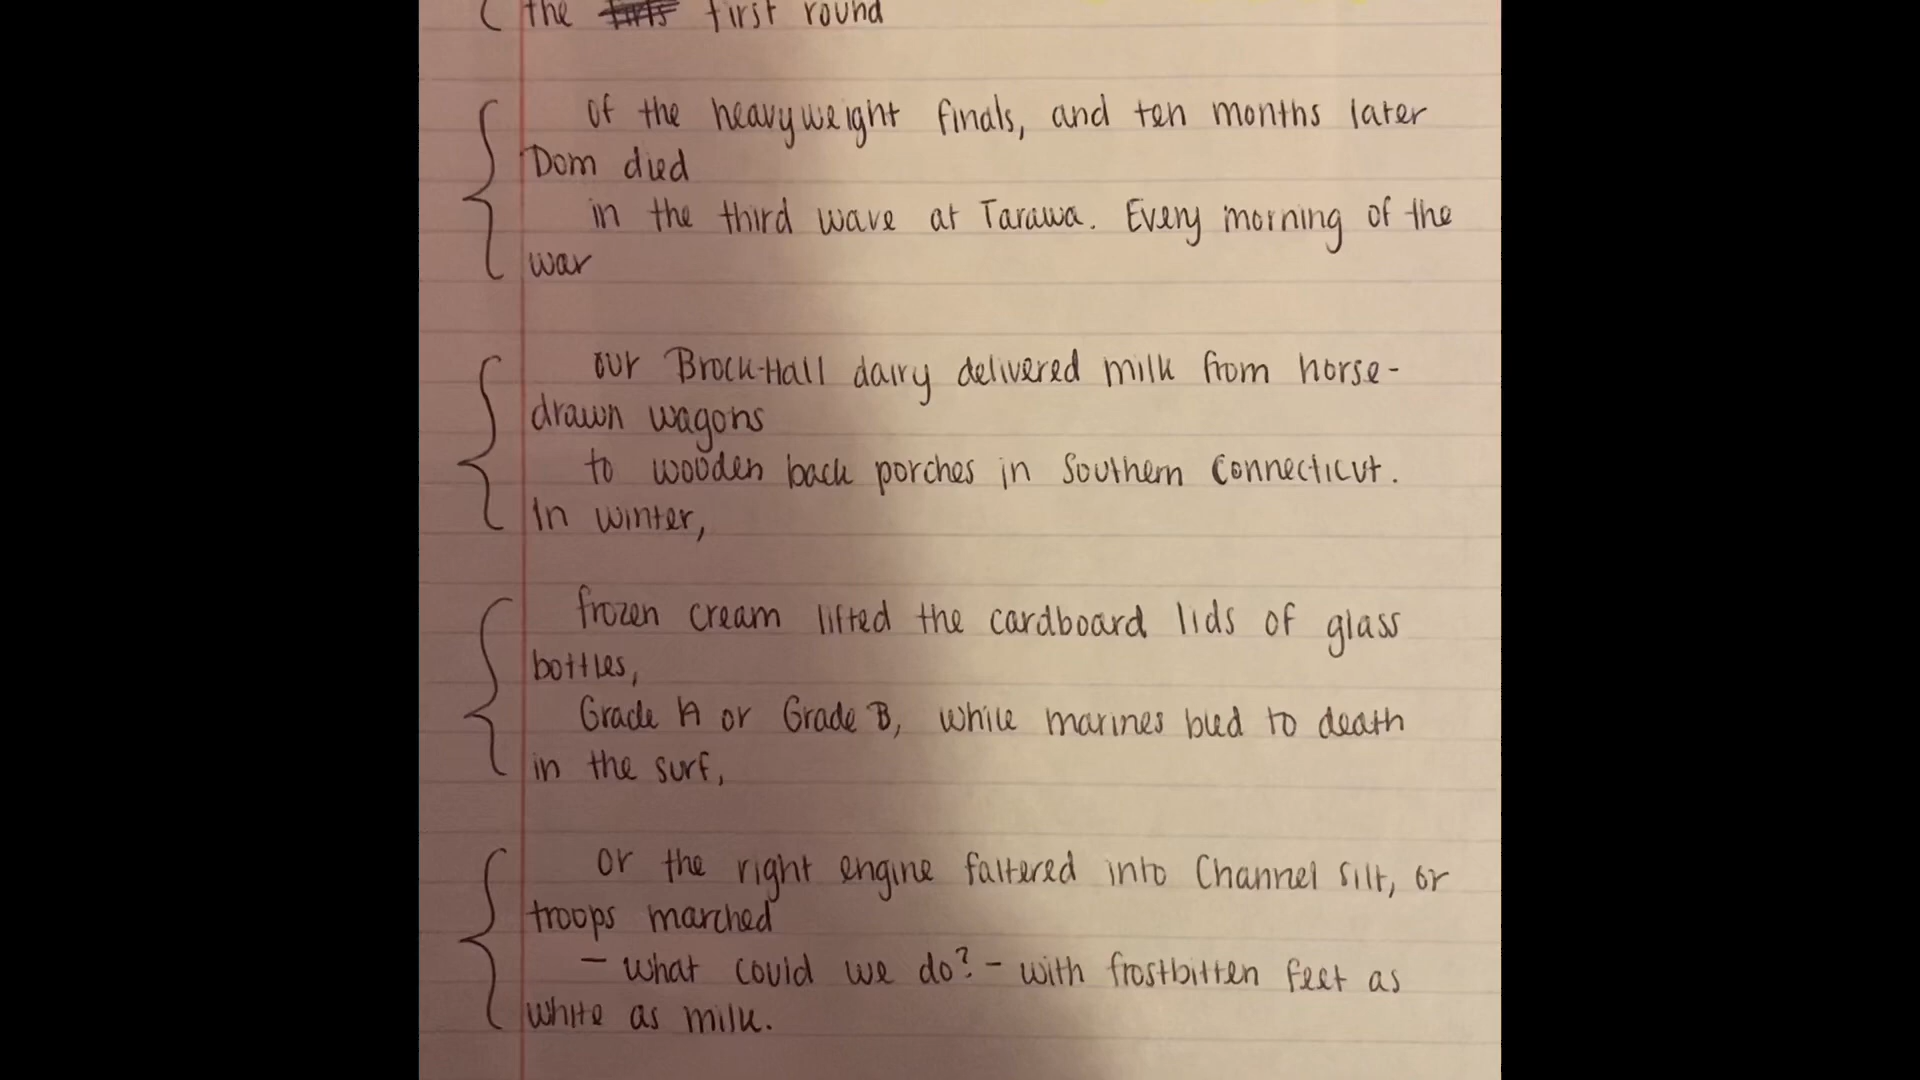 the first round
of the heavyweight finals, and ten months later
Dom died
in the third wave at Tarawa. Every morning of the
war
our Brock-Hall dairy delivered milk from horse-
drawn wagons
to wooden back porches in Southern Connecticut.
In winter,
frozen cream lifted the cardboard lids of glass
bottles,
Grade A or Grade B, while marines bled to death
in the surf,
or the right engine faltered into Channel silt, or
troops marched
– what could we do? – with frostbitten feet as
white as milk.